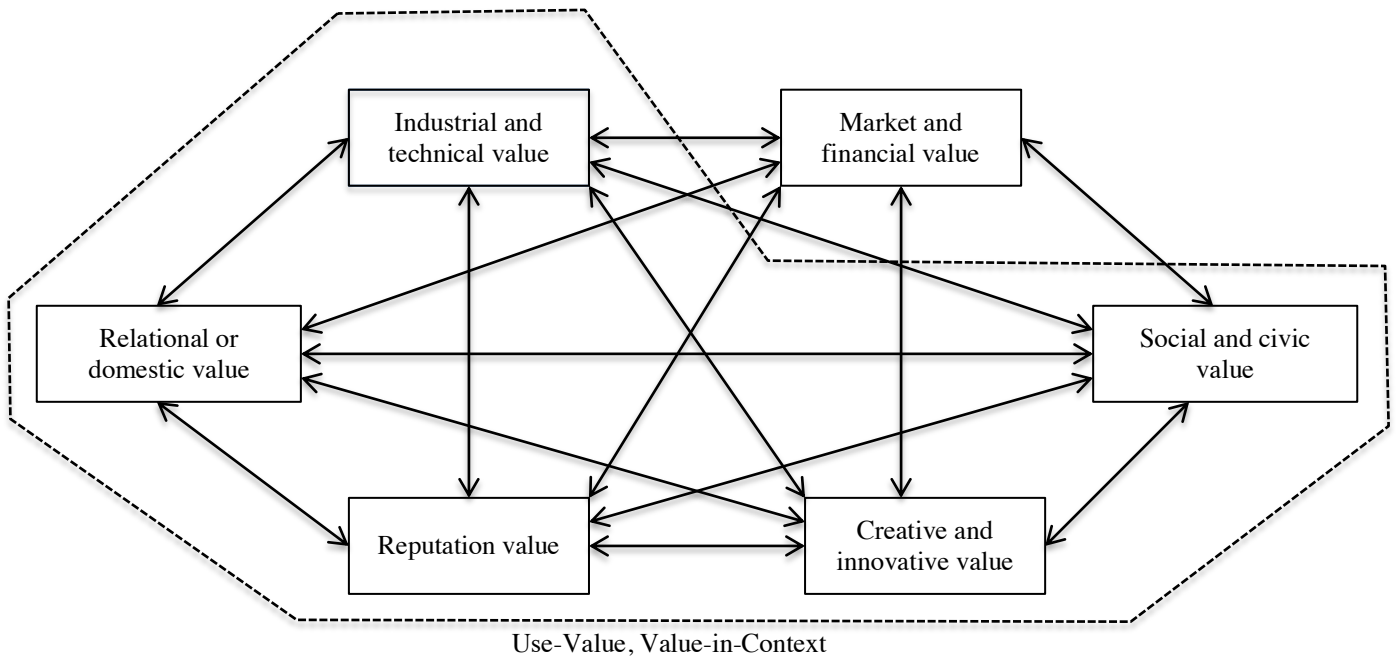 Industrial and
technical value
Market and
financial value
Relational or
domestic value
Social and civic
value
Reputation value
Creative and
innovative value
Use-Value, Value-in-Context